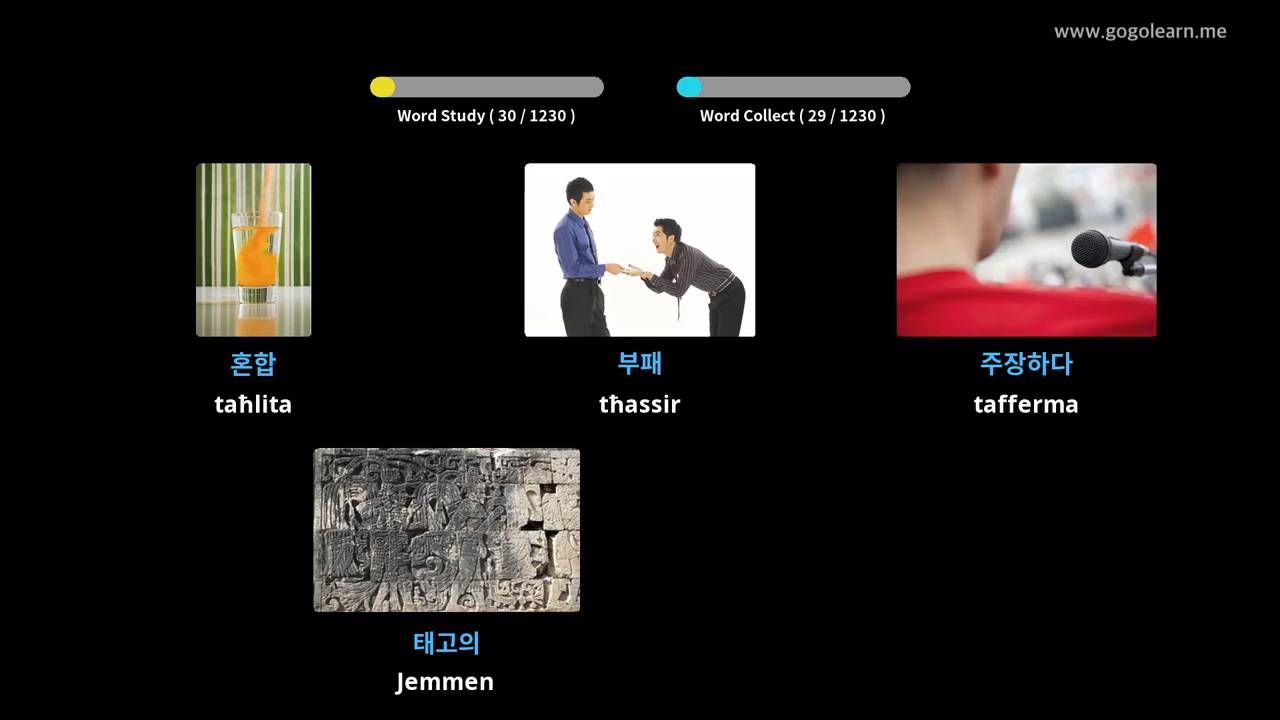 www.gogolearn.me
Word Study ( 30 / 1230 )
Word Collect ( 29 / 1230 )
혼합
부패
주장하다
taħlita
tħassir
tafferma
태고의
Jemmen